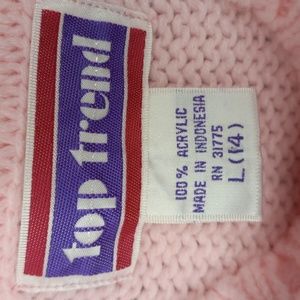 top trend
100% ACRYLIC
MADE IN INDONESIA
RN 31775
L (14)